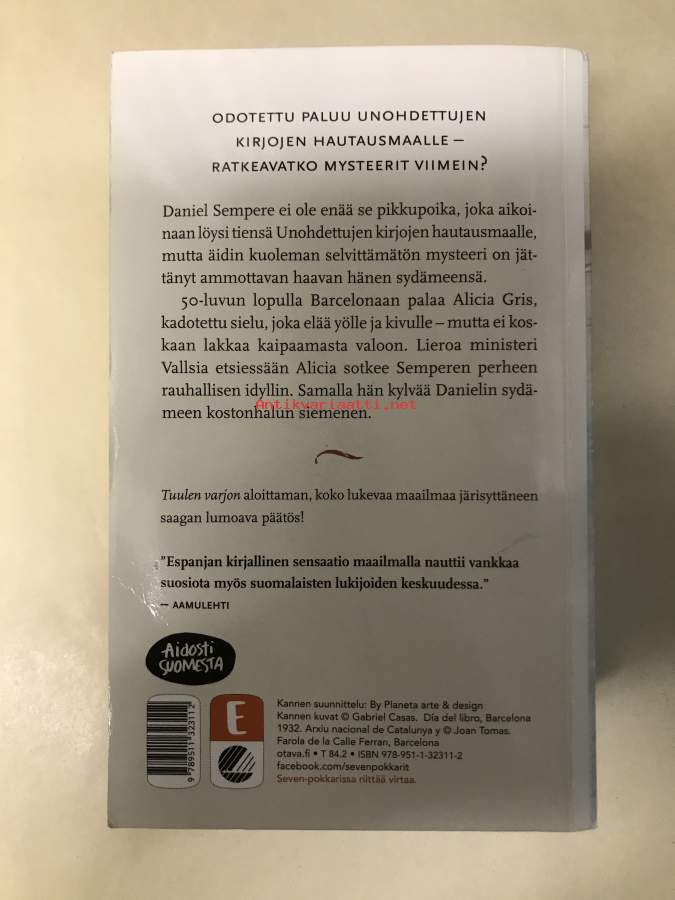 ODOTETTU PALUU UNOHDETTUJEN
KIRJOJEN HAUTAUSMAALLE –
RATKEAVATKO MYSTEERIT VIIMEIN?
Daniel Sempere ei ole enää se pikkupoika, joka aikoi-
naan löysi tiensä Unohdettujen kirjojen hautausmaalle,
mutta äidin kuoleman selvittämätön mysteeri on jät-
tänyt ammottavan haavan hänen sydämeensä.
50-luvun lopulla Barcelonaan palaa Alicia Gris,
kadotettu sielu, joka elää yölle ja kivulle – mutta ei kos-
kaan lakkaa kaipaamasta valoon. Lieroa ministeri
Vallsia etsiessään Alicia sotkee Semperen perheen
rauhallisen idyllin. Samalla hän kylvää Danielin sydä-
meen kostonhalun siemenen.
Antikvariaatti.net
Tuulen varjon aloittaman, koko lukevaa maailmaa järisyttäneen
saagan lumoava päätös!
”Espanjan kirjallinen sensaatio maailmalla nauttii vankkaa
suosiota myös suomalaisten lukijoiden keskuudessa.”
— AAMULEHTI
Aidosti
SUOMESTA
E
Kannen suunnittelu: By Planeta arte & design
Kannen kuvat © Gabriel Casas. Día del libro, Barcelona
1932. Arxiu nacional de Catalunya y © Joan Tomas.
Farola de la Calle Ferran, Barcelona
otava.fi • T 84.2 • ISBN 978-951-1-32311-2
facebook.com/sevenpokkarit
Seven-pokkarissa riittää virtaa.
9 789511 323112